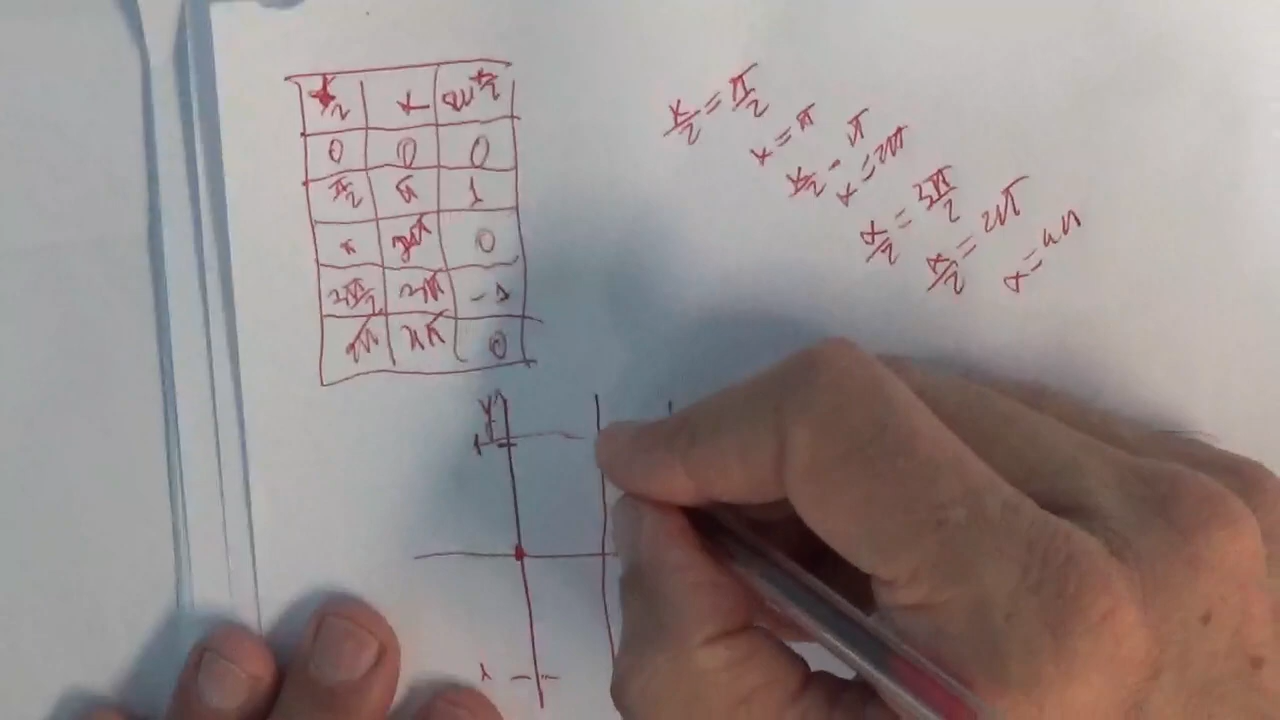 x/2 x sen x/2
0 0 0
π/2 π 1
π 2π 0
3π/2 3π -1
2π 4π 0
x/2 = π/2
x = π
x/2 = π
x = 2π
x/2 = 3π/2
x/2 = 2π
x = 4π
y
1